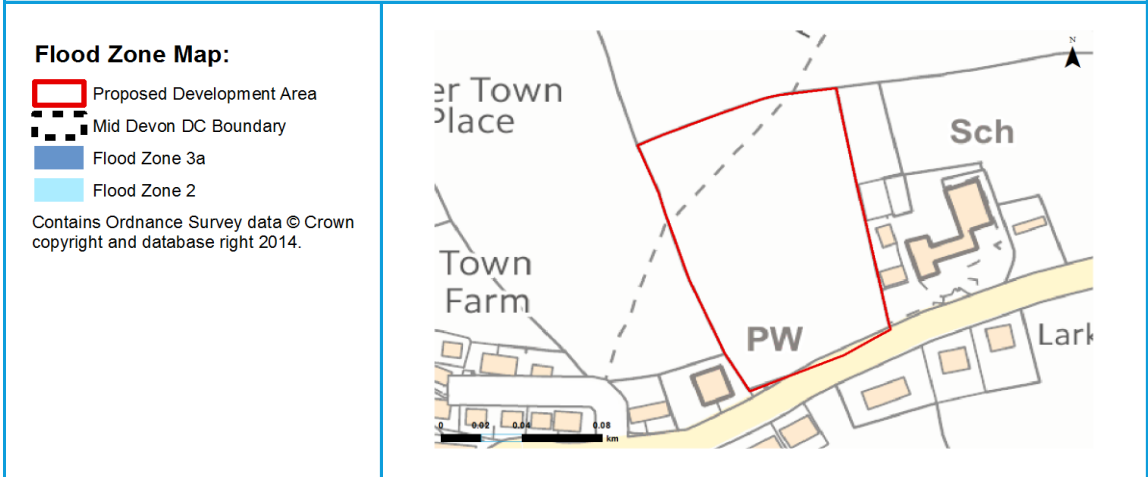 Flood Zone Map:
Proposed Development Area
Mid Devon DC Boundary
Flood Zone 3a
Flood Zone 2
Contains Ordnance Survey data © Crown
copyright and database right 2014.
N
er Town
Place
Sch
Town
Farm
PW
Lark
0 0.02 0.04 0.08
km